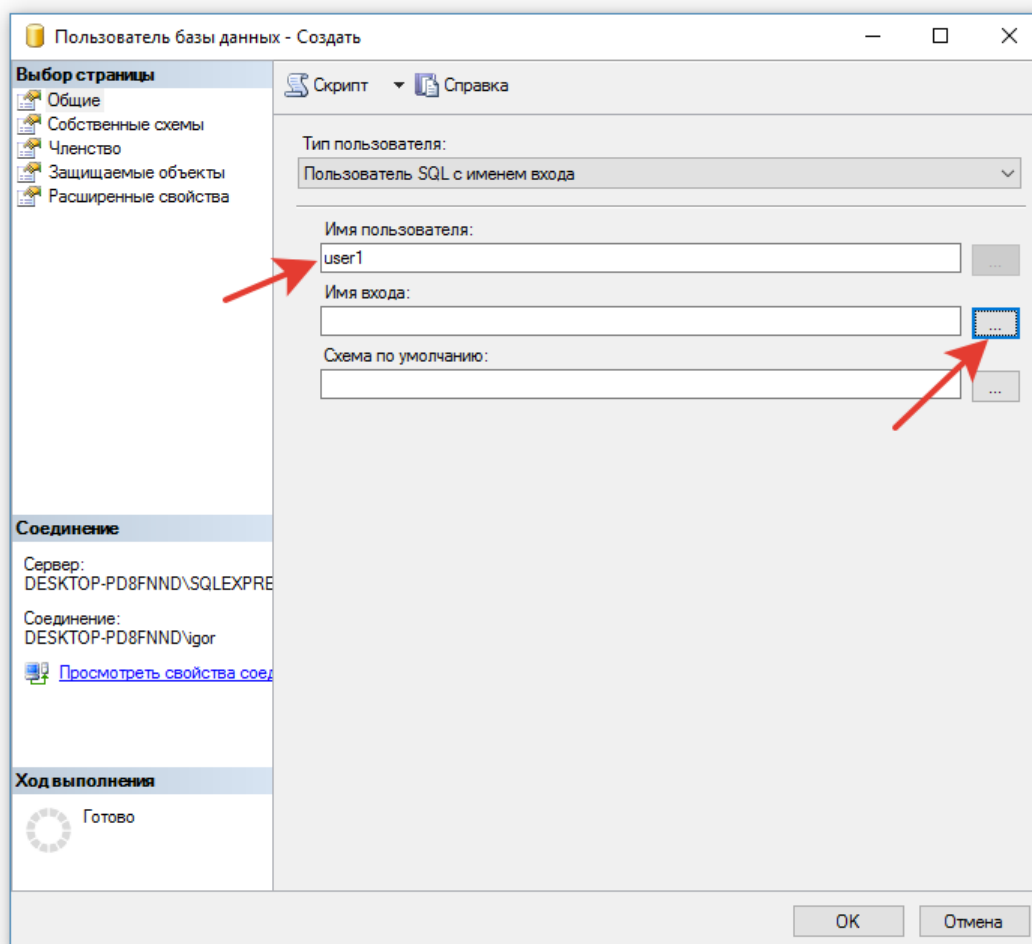 Пользователь базы данных - Создать
Выбор страницы
Общие
Собственные схемы
Членство
Защищаемые объекты
Расширенные свойства
Скрипт
Справка
Тип пользователя:
Пользователь SQL с именем входа
Имя пользователя:
user1
...
Имя входа:
...
Схема по умолчанию:
...
Соединение
Сервер:
DESKTOP-PD8FNND\SQLEXPRE
Соединение:
DESKTOP-PD8FNND\igor
Просмотреть свойства соед
Ход выполнения
Готово
OK
Отмена